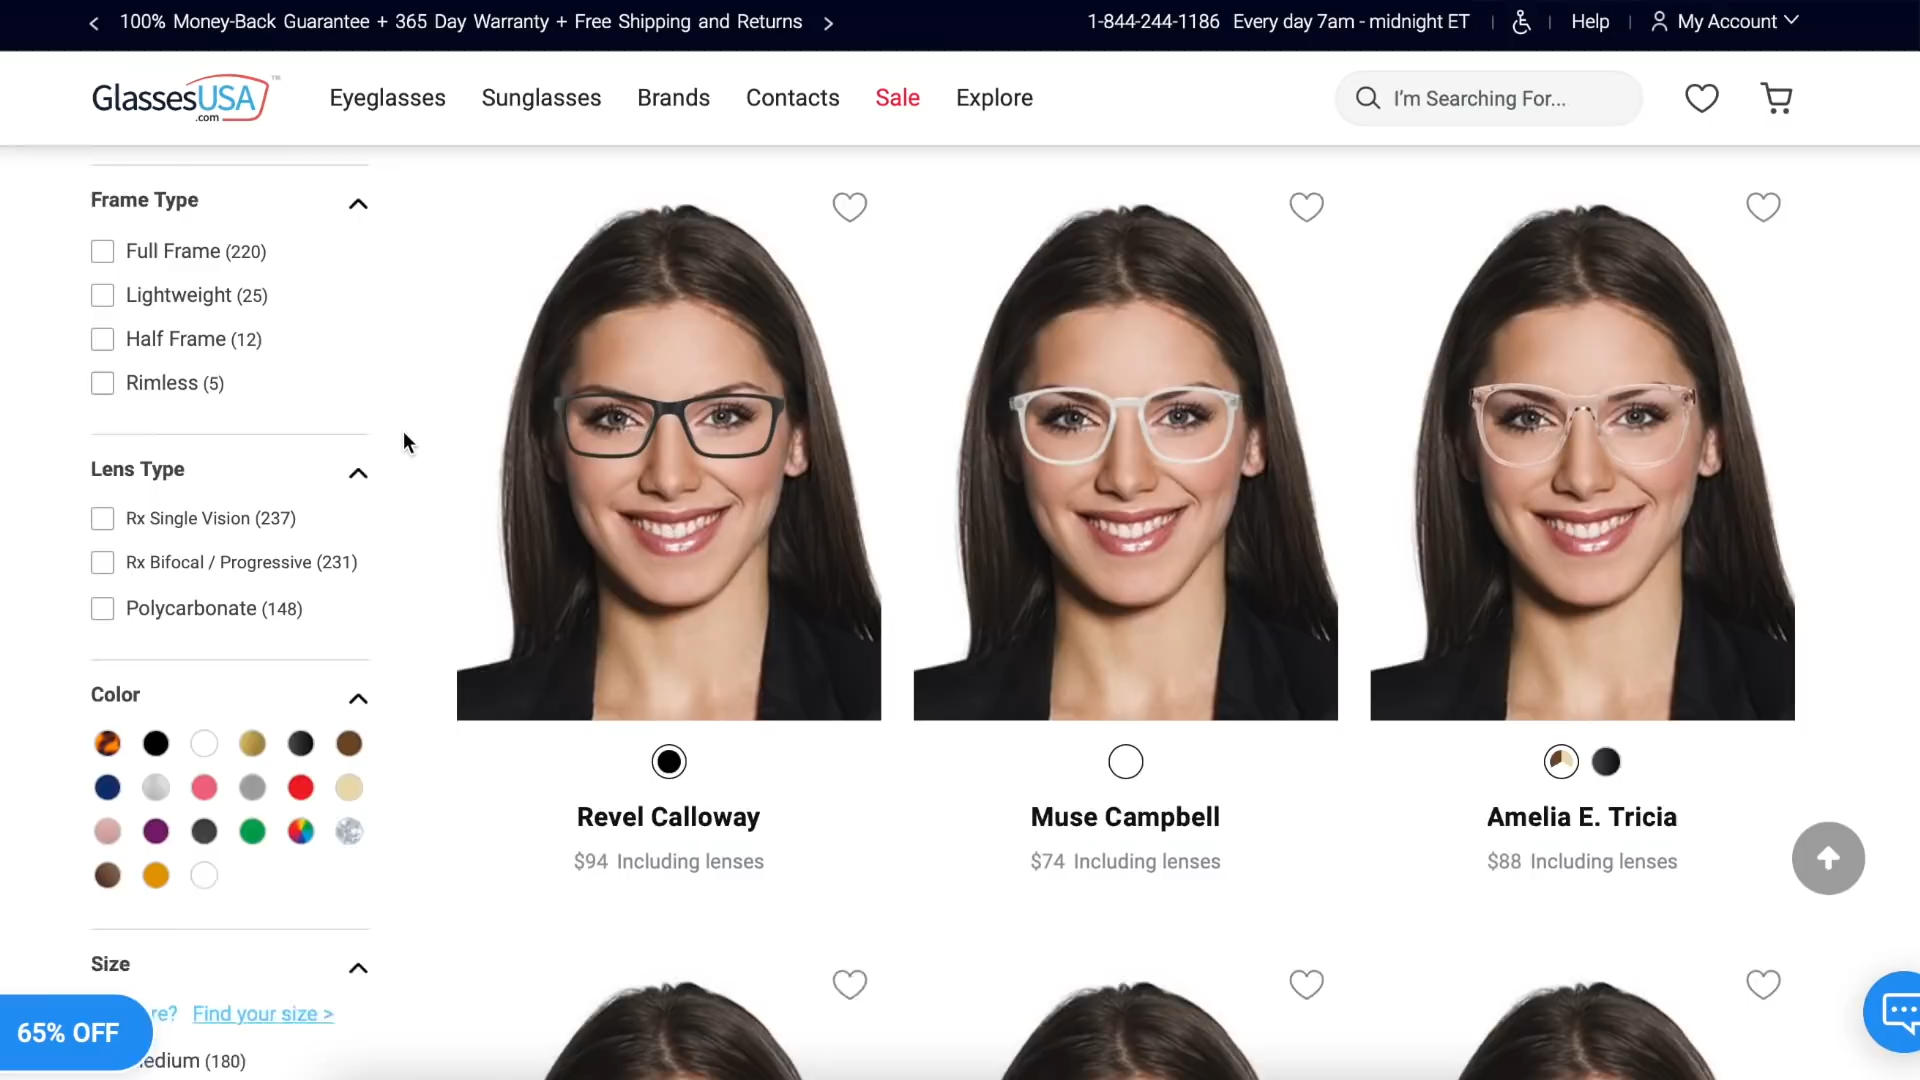 100% Money-Back Guarantee + 365 Day Warranty + Free Shipping and Returns
1-844-244-1186 Every day 7am - midnight ET
Help
My Account
GlassesUSA™
.com
Eyeglasses
Sunglasses
Brands
Contacts
Sale
Explore
I'm Searching For...
Frame Type
Full Frame (220)
Lightweight (25)
Half Frame (12)
Rimless (5)
Lens Type
Rx Single Vision (237)
Rx Bifocal / Progressive (231)
Polycarbonate (148)
Color
Size
Find your size >
65% OFF
(180)
Revel Calloway
$94 Including lenses
Muse Campbell
$74 Including lenses
Amelia E. Tricia
$88 Including lenses